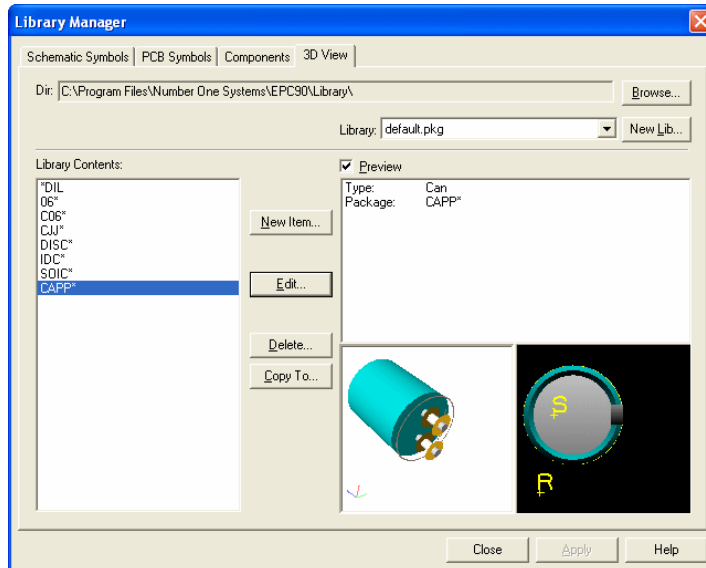 Library Manager
Schematic Symbols PCB Symbols Components 3D View
Dir: C:\Program Files\Number One Systems\EPC90\Library\ Browse...
Library: default.pkg New Lib...
Library Contents: Preview
*DIL
06*
C06*
CJJ*
DISC*
IDC*
SOIC*
CAPP*
New Item...
Edit...
Delete...
Copy To...
Type: Can
Package: CAPP*
S
R
Close Apply Help